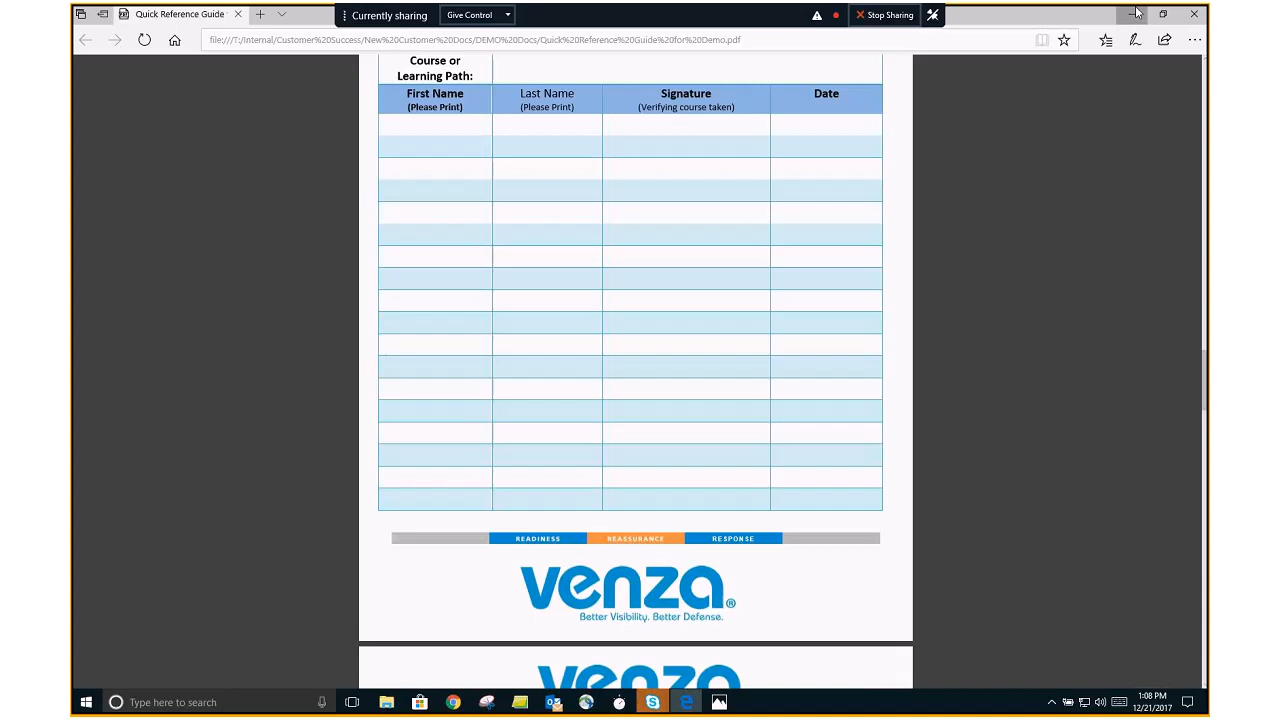 Quick Reference Guide
Currently sharing
Give Control
Stop Sharing
file:///T:/Internal/Customer%20Success/New%20Customer%20Docs/DEMO%20Docs/Quick%20Reference%20Guide%20for%20Demo.pdf
Course or
Learning Path:
First Name
(Please Print)
Last Name
(Please Print)
Signature
(Verifying course taken)
Date
READINESS
REASSURANCE
RESPONSE
venza®
Better Visibility. Better Defense.
venza
Type here to search
1:08 PM
12/21/2017